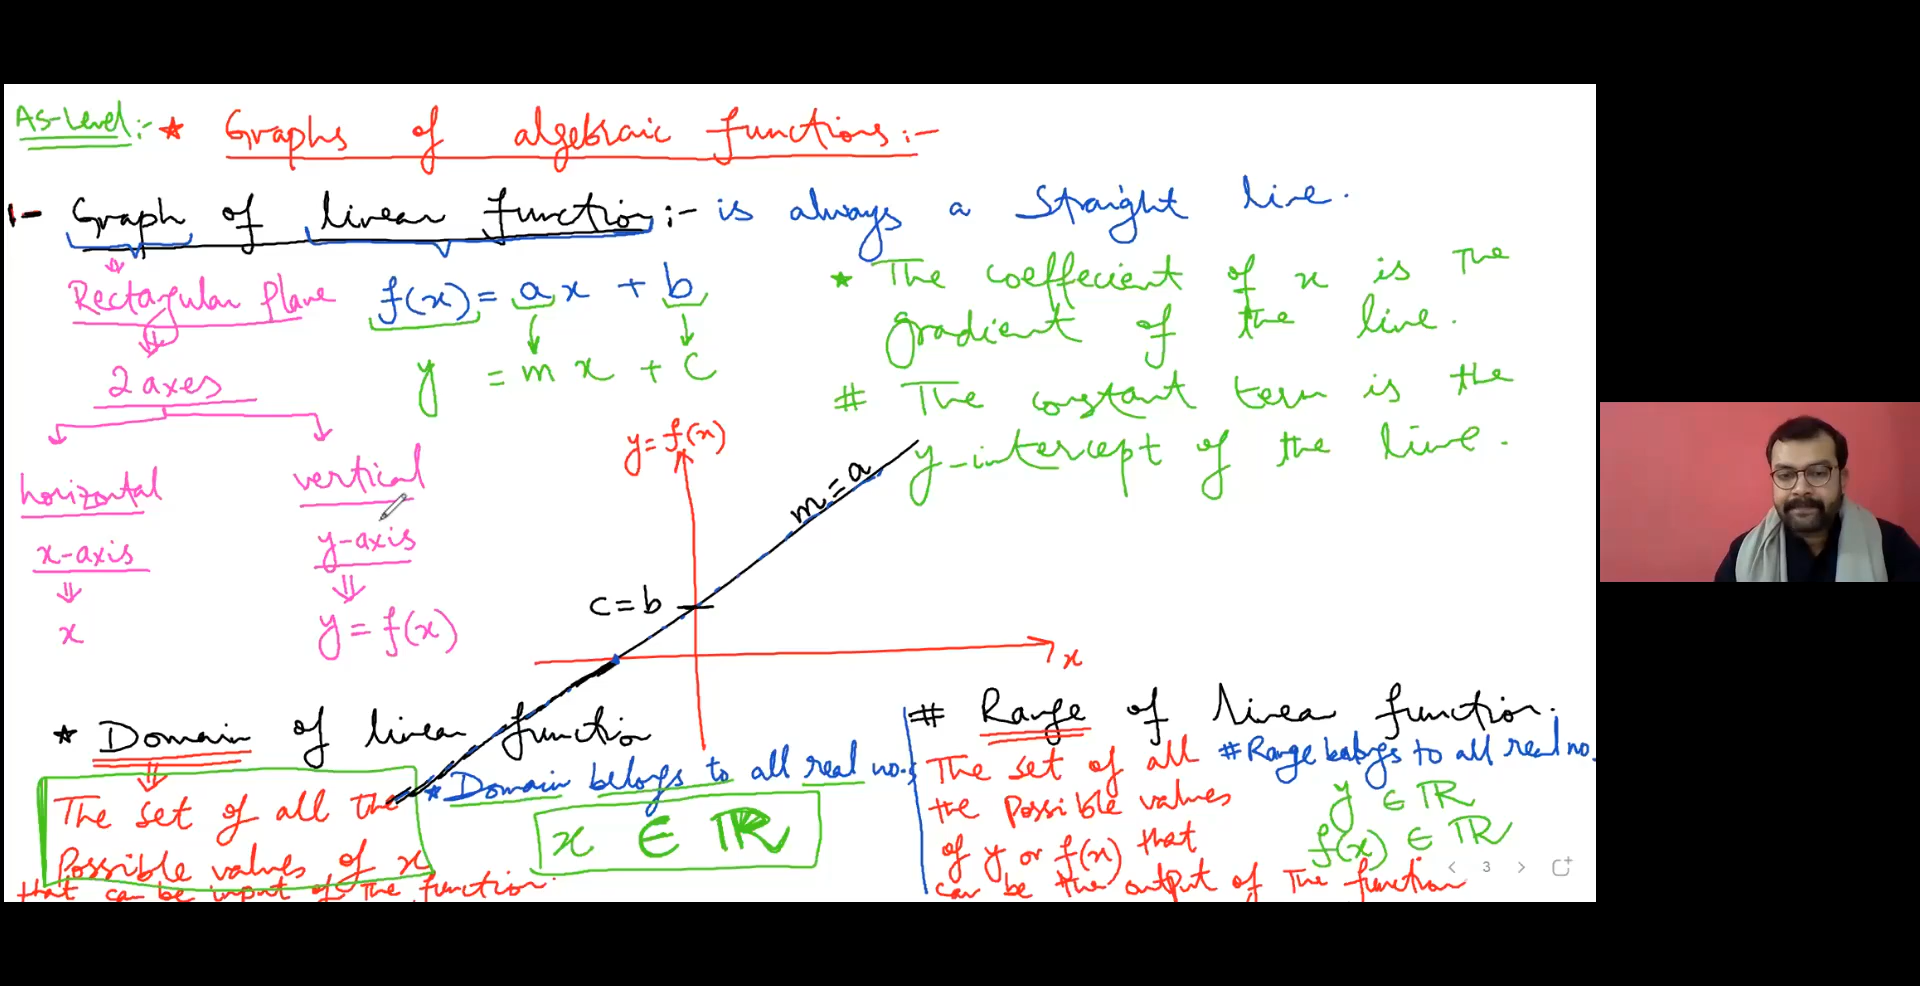 AS-Level:- ★ Graphs of algebraic functions:-
1- Graph of linear function:- is always a straight line.
Rectangular Plane
2 axes
horizontal
x-axis
⇓
x
vertical
y-axis
⇓
y = f(x)
f(x) = ax + b
y = mx + c
★ The coeffecient of x is the
gradient of the line.
# The constant term is the
y-intercept of the line.
y = f(x)
m = a
c = b
x
★ Domain of linear function
The set of all the
Possible values of x
that can be input of the function.
★ Domain belongs to all real no.s
x ∈ ℝ
# Range of linear function.
The set of all
the possible values
of y or f(x) that
can be the output of The function
# Range belongs to all real no.
y ∈ ℝ
f(x) ∈ ℝ
< 3 >